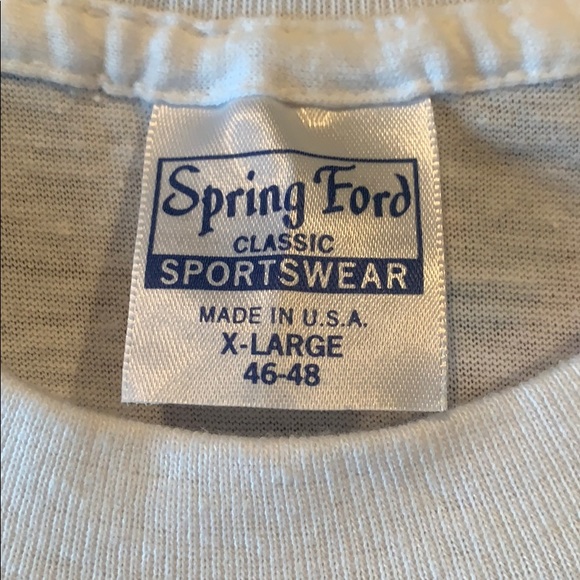 Spring Ford
CLASSIC
SPORTSWEAR
MADE IN U.S.A.
X-LARGE
46-48